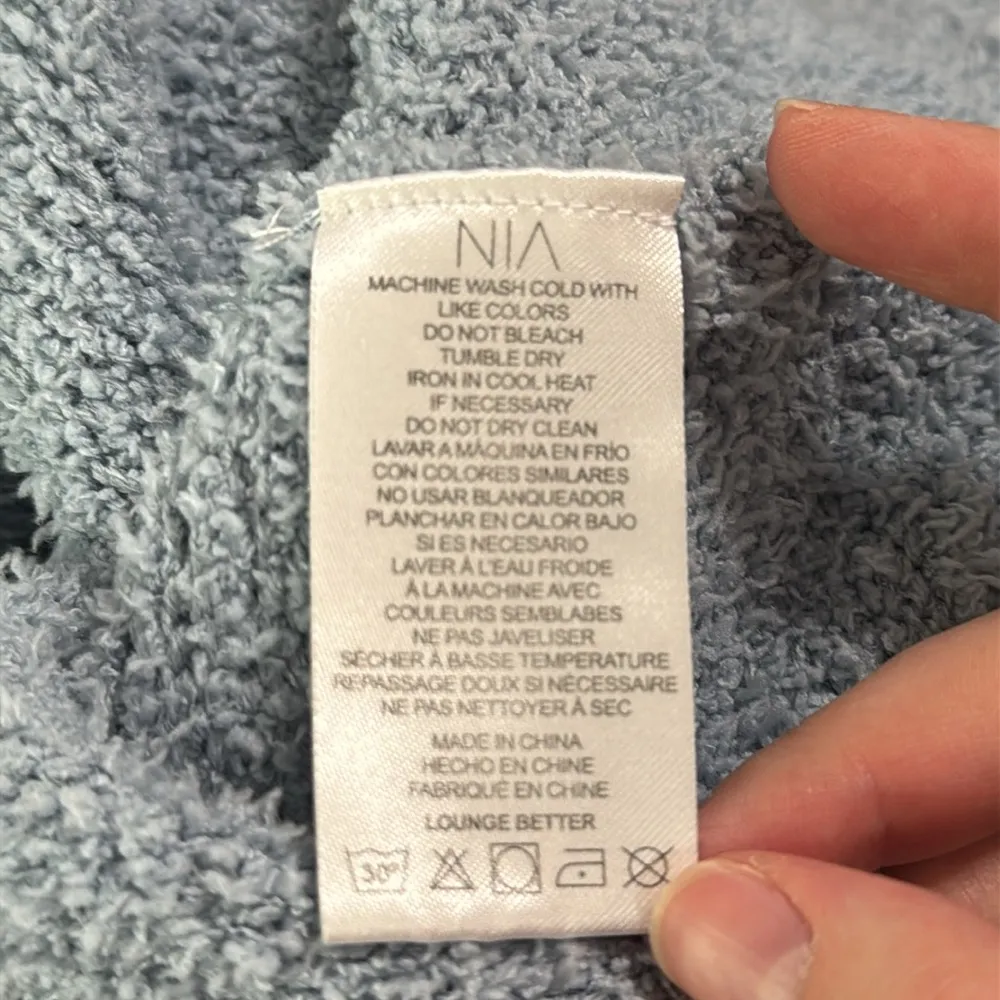 NIA
MACHINE WASH COLD WITH
LIKE COLORS
DO NOT BLEACH
TUMBLE DRY
IRON IN COOL HEAT
IF NECESSARY
DO NOT DRY CLEAN
LAVAR A MÁQUINA EN FRÍO
CON COLORES SIMILARES
NO USAR BLANQUEADOR
PLANCHAR EN CALOR BAJO
SI ES NECESARIO
LAVER À L'EAU FROIDE
À LA MACHINE AVEC
COULEURS SEMBLABES
NE PAS JAVELISER
SÉCHER À BASSE TEMPERATURE
REPASSAGE DOUX SI NÉCESSAIRE
NE PAS NETTOYER À SEC
MADE IN CHINA
HECHO EN CHINE
FABRIQUÉ EN CHINE
LOUNGE BETTER
30º